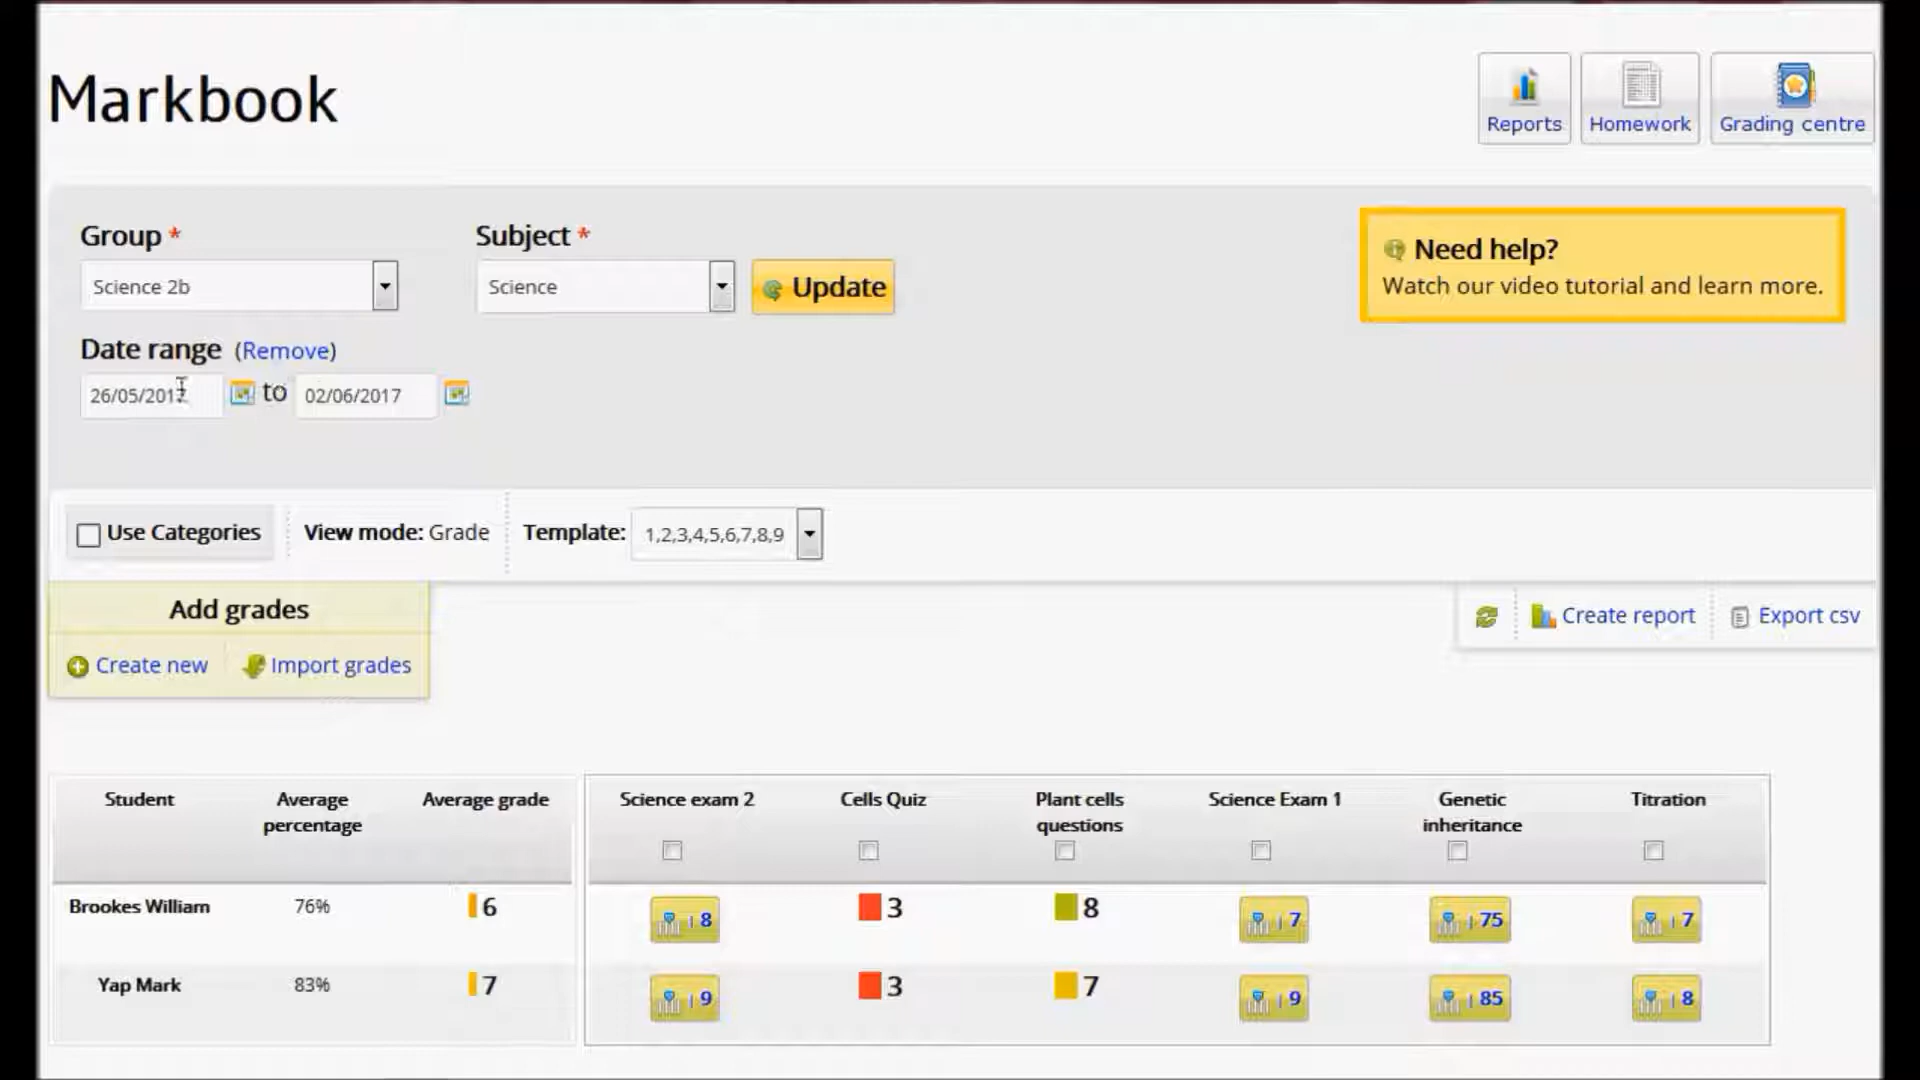 Markbook
Reports
Homework
Grading centre
Group *
Subject *
Science 2b
Science
Update
Need help?
Watch our video tutorial and learn more.
Date range (Remove)
26/05/2017 to 02/06/2017
Use Categories
View mode: Grade
Template: 1,2,3,4,5,6,7,8,9
Add grades
Create new
Import grades
Create report
Export csv
Student
Average
percentage
Average grade
Science exam 2
Cells Quiz
Plant cells
questions
Science Exam 1
Genetic
inheritance
Titration
Brookes William 76% 6 8 3 8 7 75 7
Yap Mark 83% 7 9 3 7 9 85 8